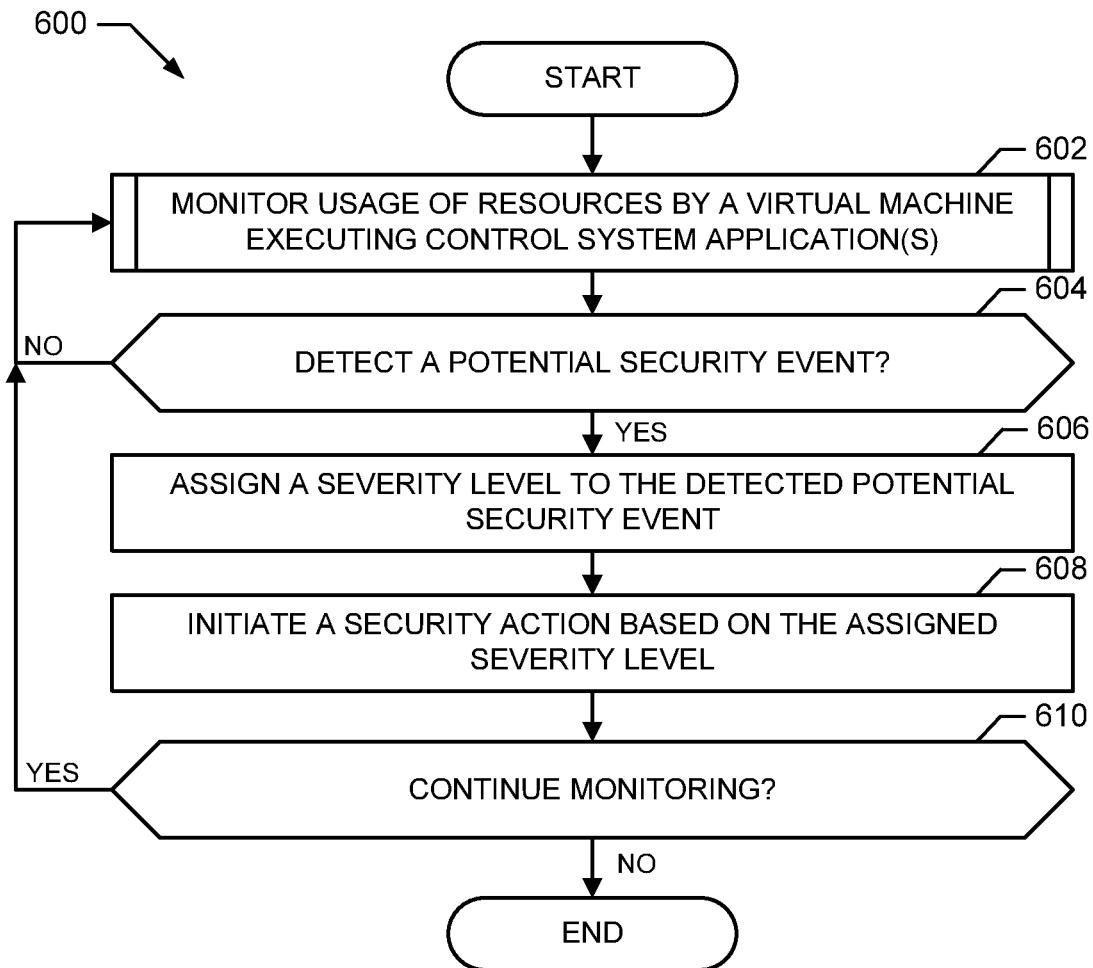 600
START
602
MONITOR USAGE OF RESOURCES BY A VIRTUAL MACHINE
EXECUTING CONTROL SYSTEM APPLICATION(S)
604
NO
DETECT A POTENTIAL SECURITY EVENT?
YES
606
ASSIGN A SEVERITY LEVEL TO THE DETECTED POTENTIAL
SECURITY EVENT
608
INITIATE A SECURITY ACTION BASED ON THE ASSIGNED
SEVERITY LEVEL
610
YES
CONTINUE MONITORING?
NO
END